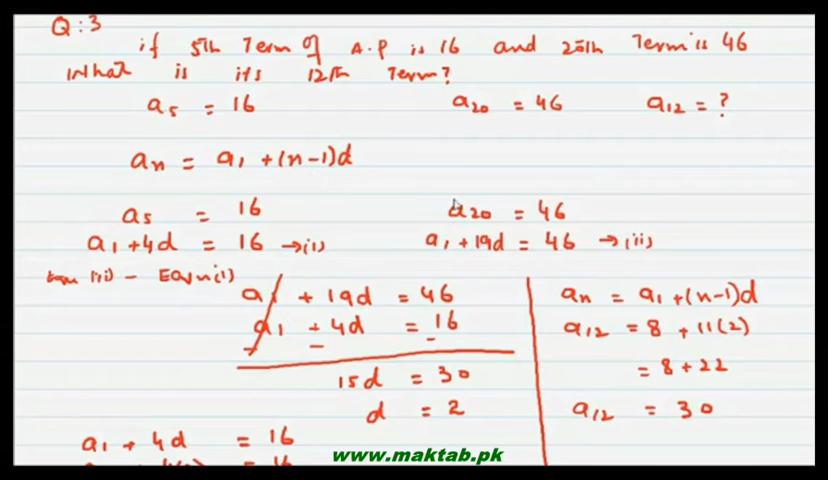 Q:3
if 5th Term of A.P is 16 and 20th Term is 46
What is its 12th Term?
a5 = 16 a20 = 46 a12 = ?
an = a1 + (n-1)d
a5 = 16
a1 + 4d = 16 →(i)
a20 = 46
a1 + 19d = 46 →(ii)
Eqn (ii) - Eqn(i)
a1 + 19d = 46
a1 + 4d = 16
- - -
15d = 30
d = 2
a1 + 4d = 16
an = a1 + (n-1)d
a12 = 8 + 11(2)
= 8 + 22
a12 = 30
www.maktab.pk